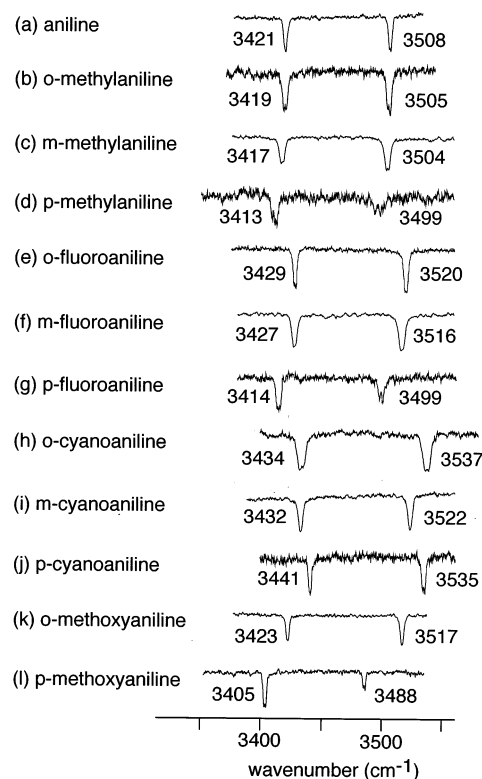 (a) aniline 3421 3508
(b) o-methylaniline 3419 3505
(c) m-methylaniline 3417 3504
(d) p-methylaniline 3413 3499
(e) o-fluoroaniline 3429 3520
(f) m-fluoroaniline 3427 3516
(g) p-fluoroaniline 3414 3499
(h) o-cyanoaniline 3434 3537
(i) m-cyanoaniline 3432 3522
(j) p-cyanoaniline 3441 3535
(k) o-methoxyaniline 3423 3517
(l) p-methoxyaniline 3405 3488
3400 3500
wavenumber (cm⁻¹)